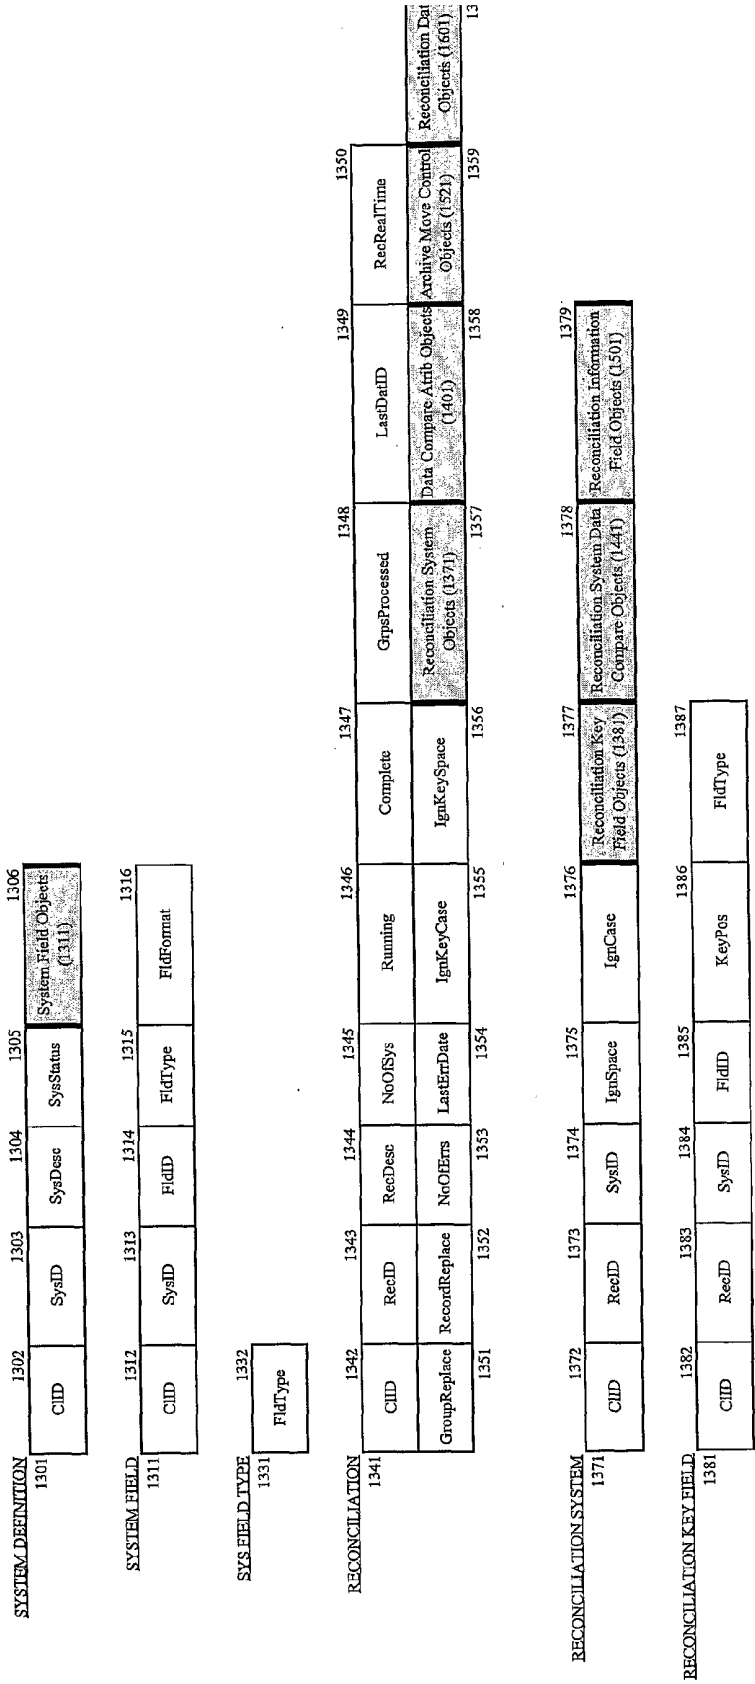 SYSTEM DEFINITION
1301
1302 1303 1304 1305 1306
ClID SysID SysDesc SysStatus System Field Objects
(1311)
SYSTEM FIELD
1311
1312 1313 1314 1315 1316
ClID SysID FldID FldType FldFormat
SYS FIELD TYPE
1331
1332
FldType
RECONCILIATION
1341
1342 1343 1344 1345 1346 1347 1348 1349 1350
ClID RecID RecDesc NoOfSys Running Complete GrpsProcessed LastDatID RecRealTime
GroupReplace RecordReplace NoOfErrs LastErrDate IgnKeyCase IgnKeySpace Reconciliation System Data Compare Atrib Objects Archive Move Control Reconciliation Dat
Objects (1371) (1401) Objects (1521) Objects (1601)
1351 1352 1353 1354 1355 1356 1357 1358 1359 13
RECONCILIATION SYSTEM
1371
1372 1373 1374 1375 1376 1377 1378 1379
ClID RecID SysID IgnSpace IgnCase Reconciliation Key Reconciliation System Data Reconciliation Information
Field Objects (1381) Compare Objects (1441) Field Objects (1501)
RECONCILIATION KEY FIELD
1381
1382 1383 1384 1385 1386 1387
ClID RecID SysID FldID KeyPos FldType